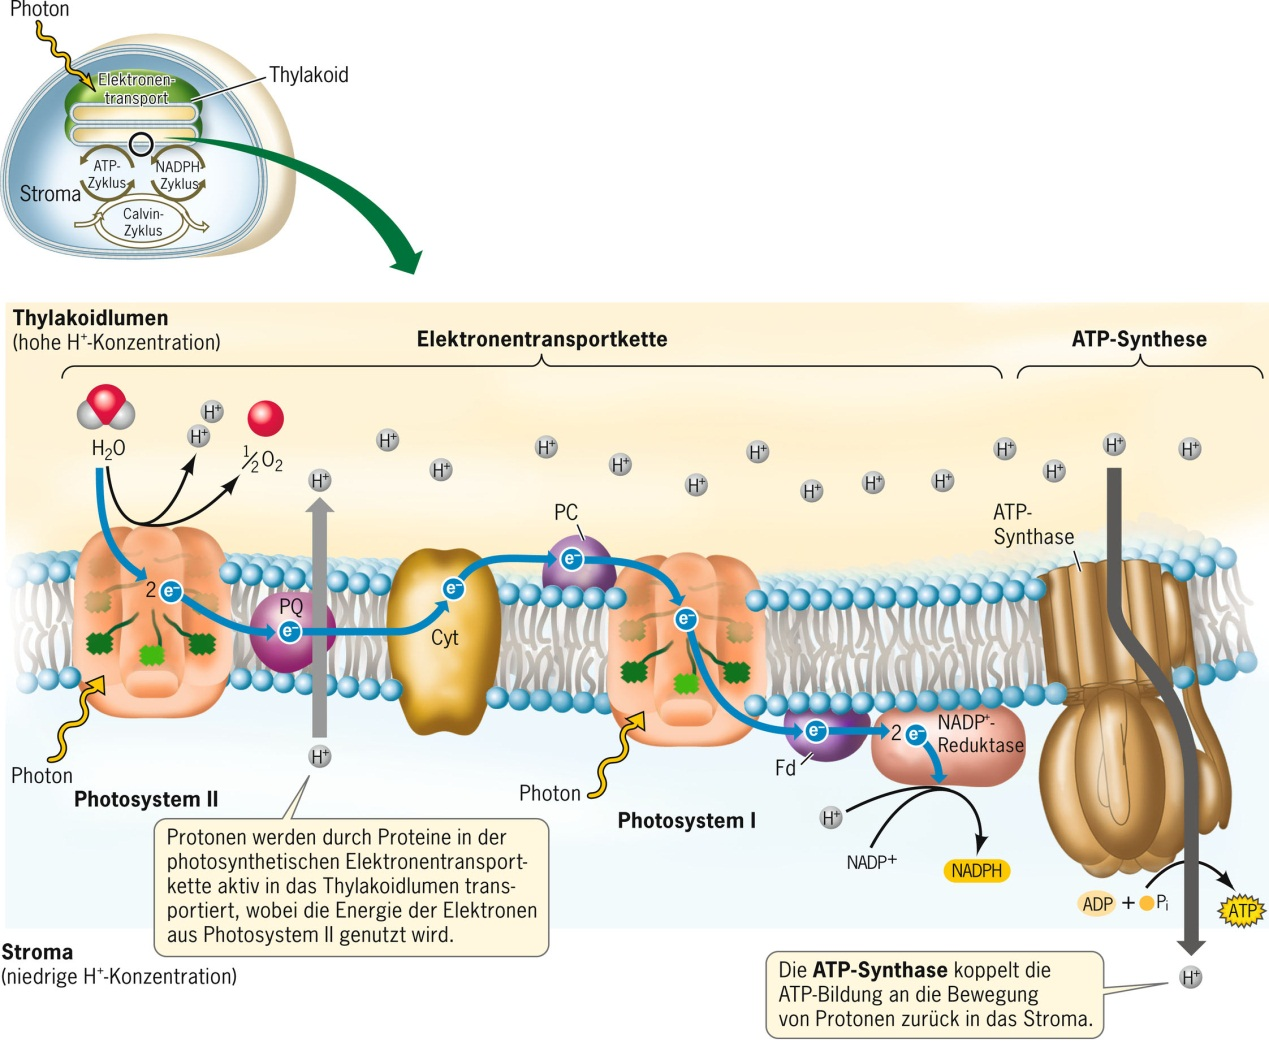 Photon
Elektronen-
transport
Thylakoid
ATP-
Zyklus
NADPH
Zyklus
Stroma
Calvin-
Zyklus
Thylakoidlumen
(hohe H⁺-Konzentration)
Elektronentransportkette
ATP-Synthese
H₂O
H⁺
H⁺
½O₂
H⁺
H⁺
H⁺
H⁺
H⁺
H⁺
H⁺
H⁺
H⁺
H⁺
H⁺
H⁺
H⁺
H⁺
PC
ATP-
Synthase
2 e⁻
PQ
e⁻
Cyt
e⁻
e⁻
e⁻
Photon
Photosystem II
H⁺
Photon
Photosystem I
Fd
e⁻
2 e⁻
NADP⁺-
Reduktase
H⁺
NADP+
NADPH
ADP + Pᵢ
ATP
Protonen werden durch Proteine in der
photosynthetischen Elektronentransport-
kette aktiv in das Thylakoidlumen trans-
portiert, wobei die Energie der Elektronen
aus Photosystem II genutzt wird.
Stroma
(niedrige H⁺-Konzentration)
Die ATP-Synthase koppelt die
ATP-Bildung an die Bewegung
von Protonen zurück in das Stroma.
H⁺